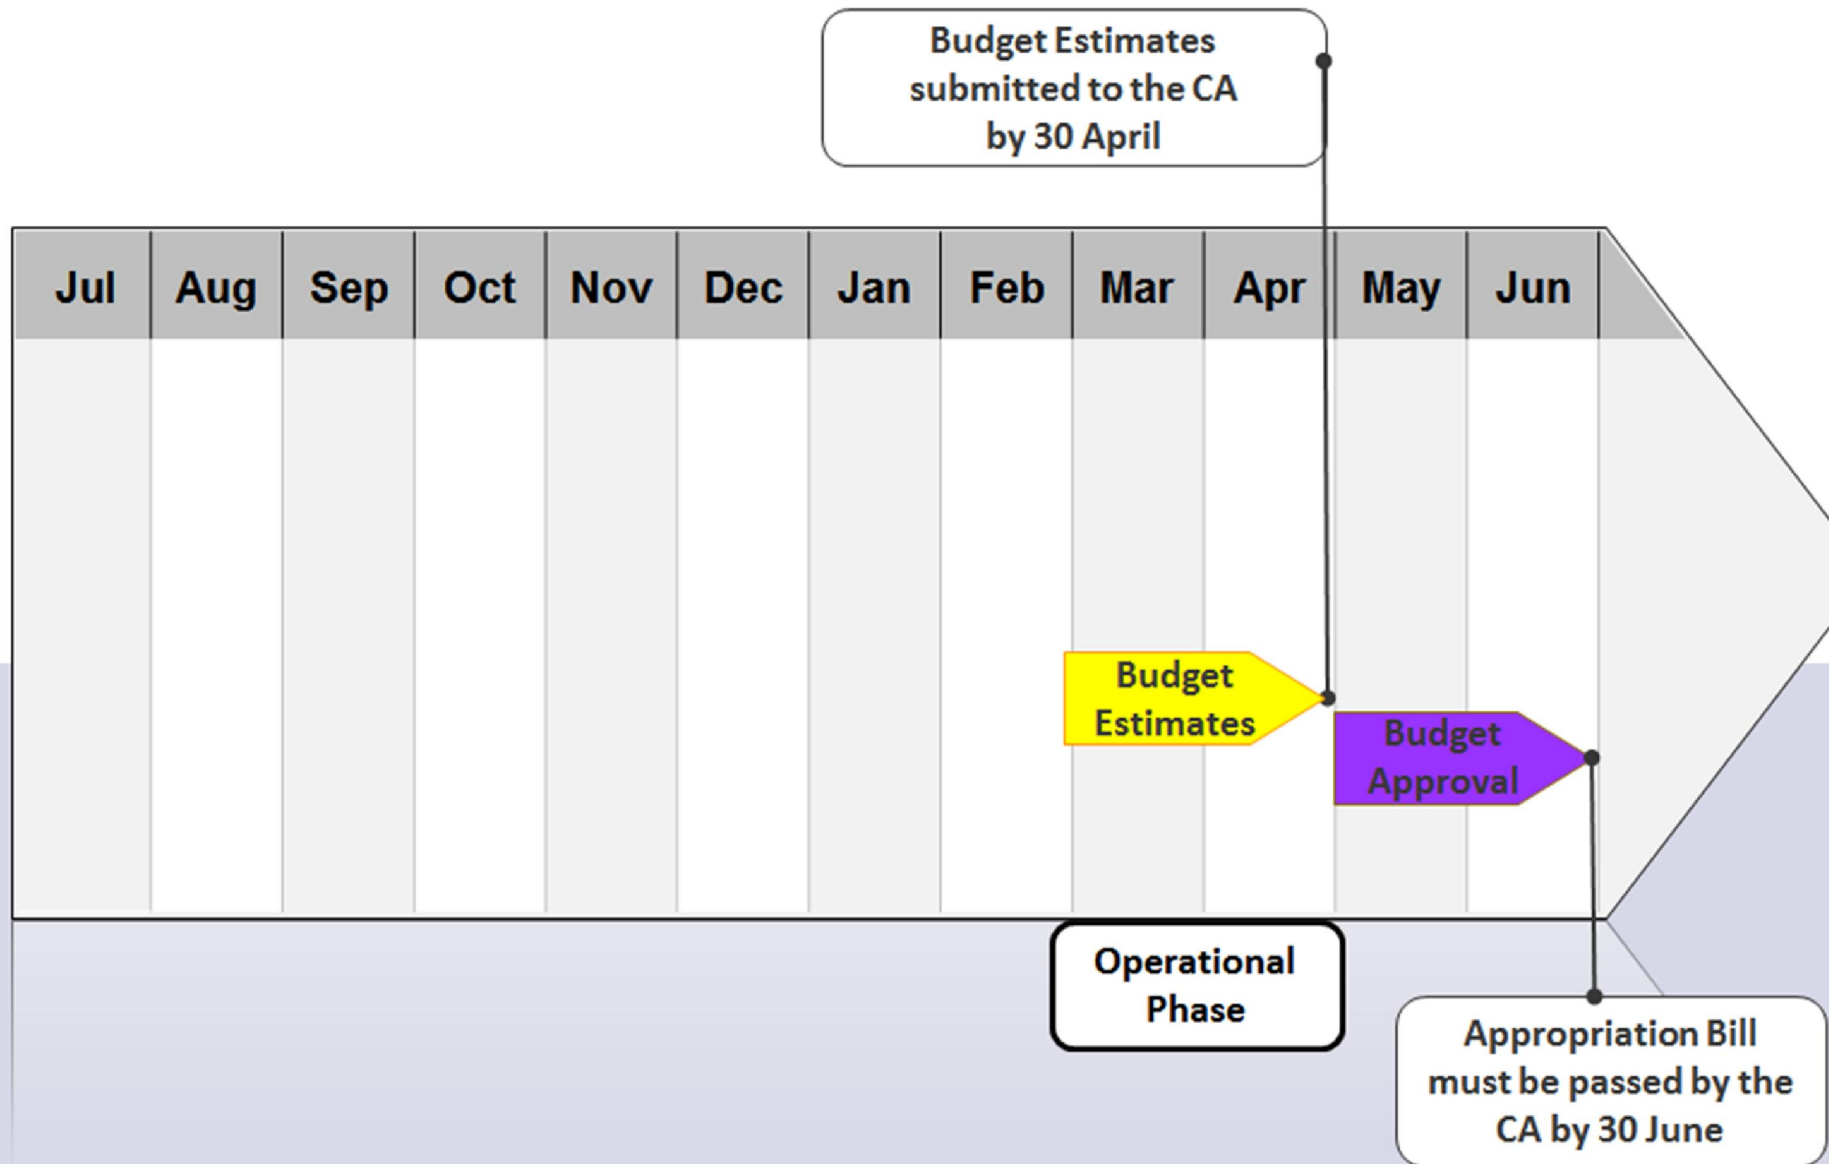 Budget Estimates
submitted to the CA
by 30 April
Jul Aug Sep Oct Nov Dec Jan Feb Mar Apr May Jun
Budget
Estimates
Budget
Approval
Operational
Phase
Appropriation Bill
must be passed by the
CA by 30 June